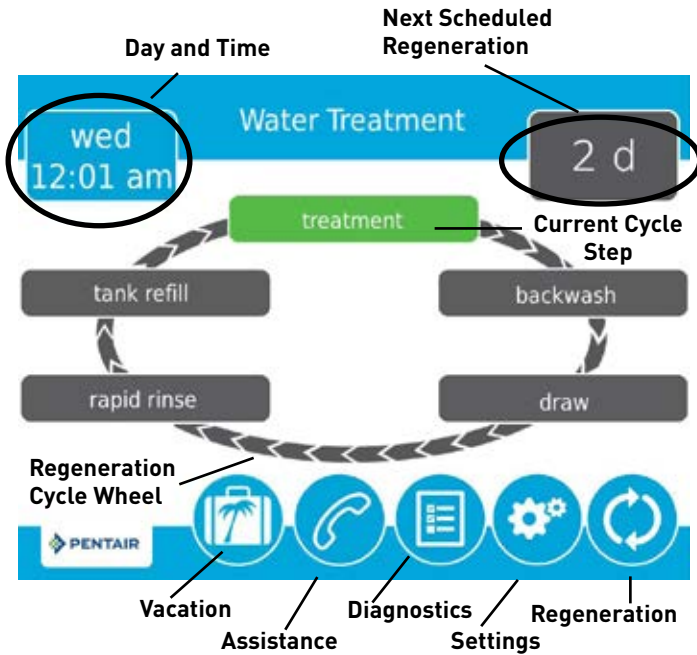 Day and Time
Next Scheduled
Regeneration
wed
12:01 am
Water Treatment
2 d
treatment
Current Cycle
Step
tank refill
backwash
rapid rinse
draw
Regeneration
Cycle Wheel
PENTAIR
Vacation
Assistance
Diagnostics
Settings
Regeneration